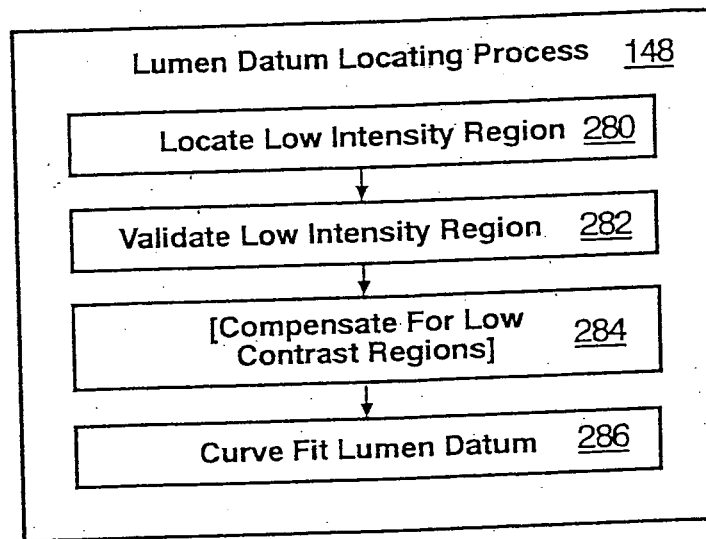 Lumen Datum Locating Process 148
Locate Low Intensity Region 280
Validate Low Intensity Region 282
[Compensate For Low
Contrast Regions] 284
Curve Fit Lumen Datum 286